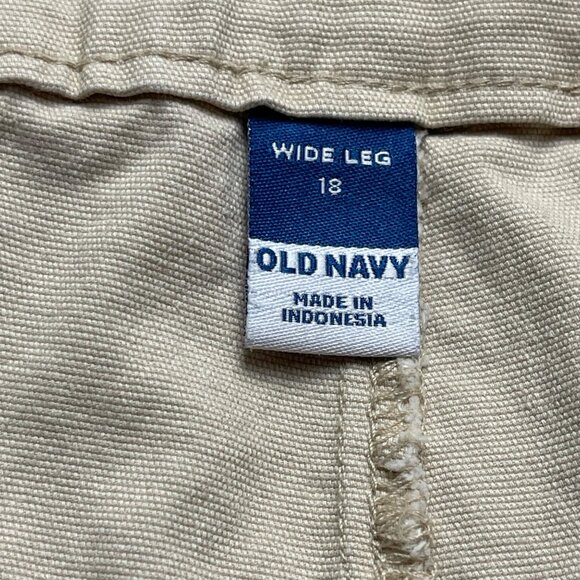 WIDE LEG
18
OLD NAVY
MADE IN
INDONESIA